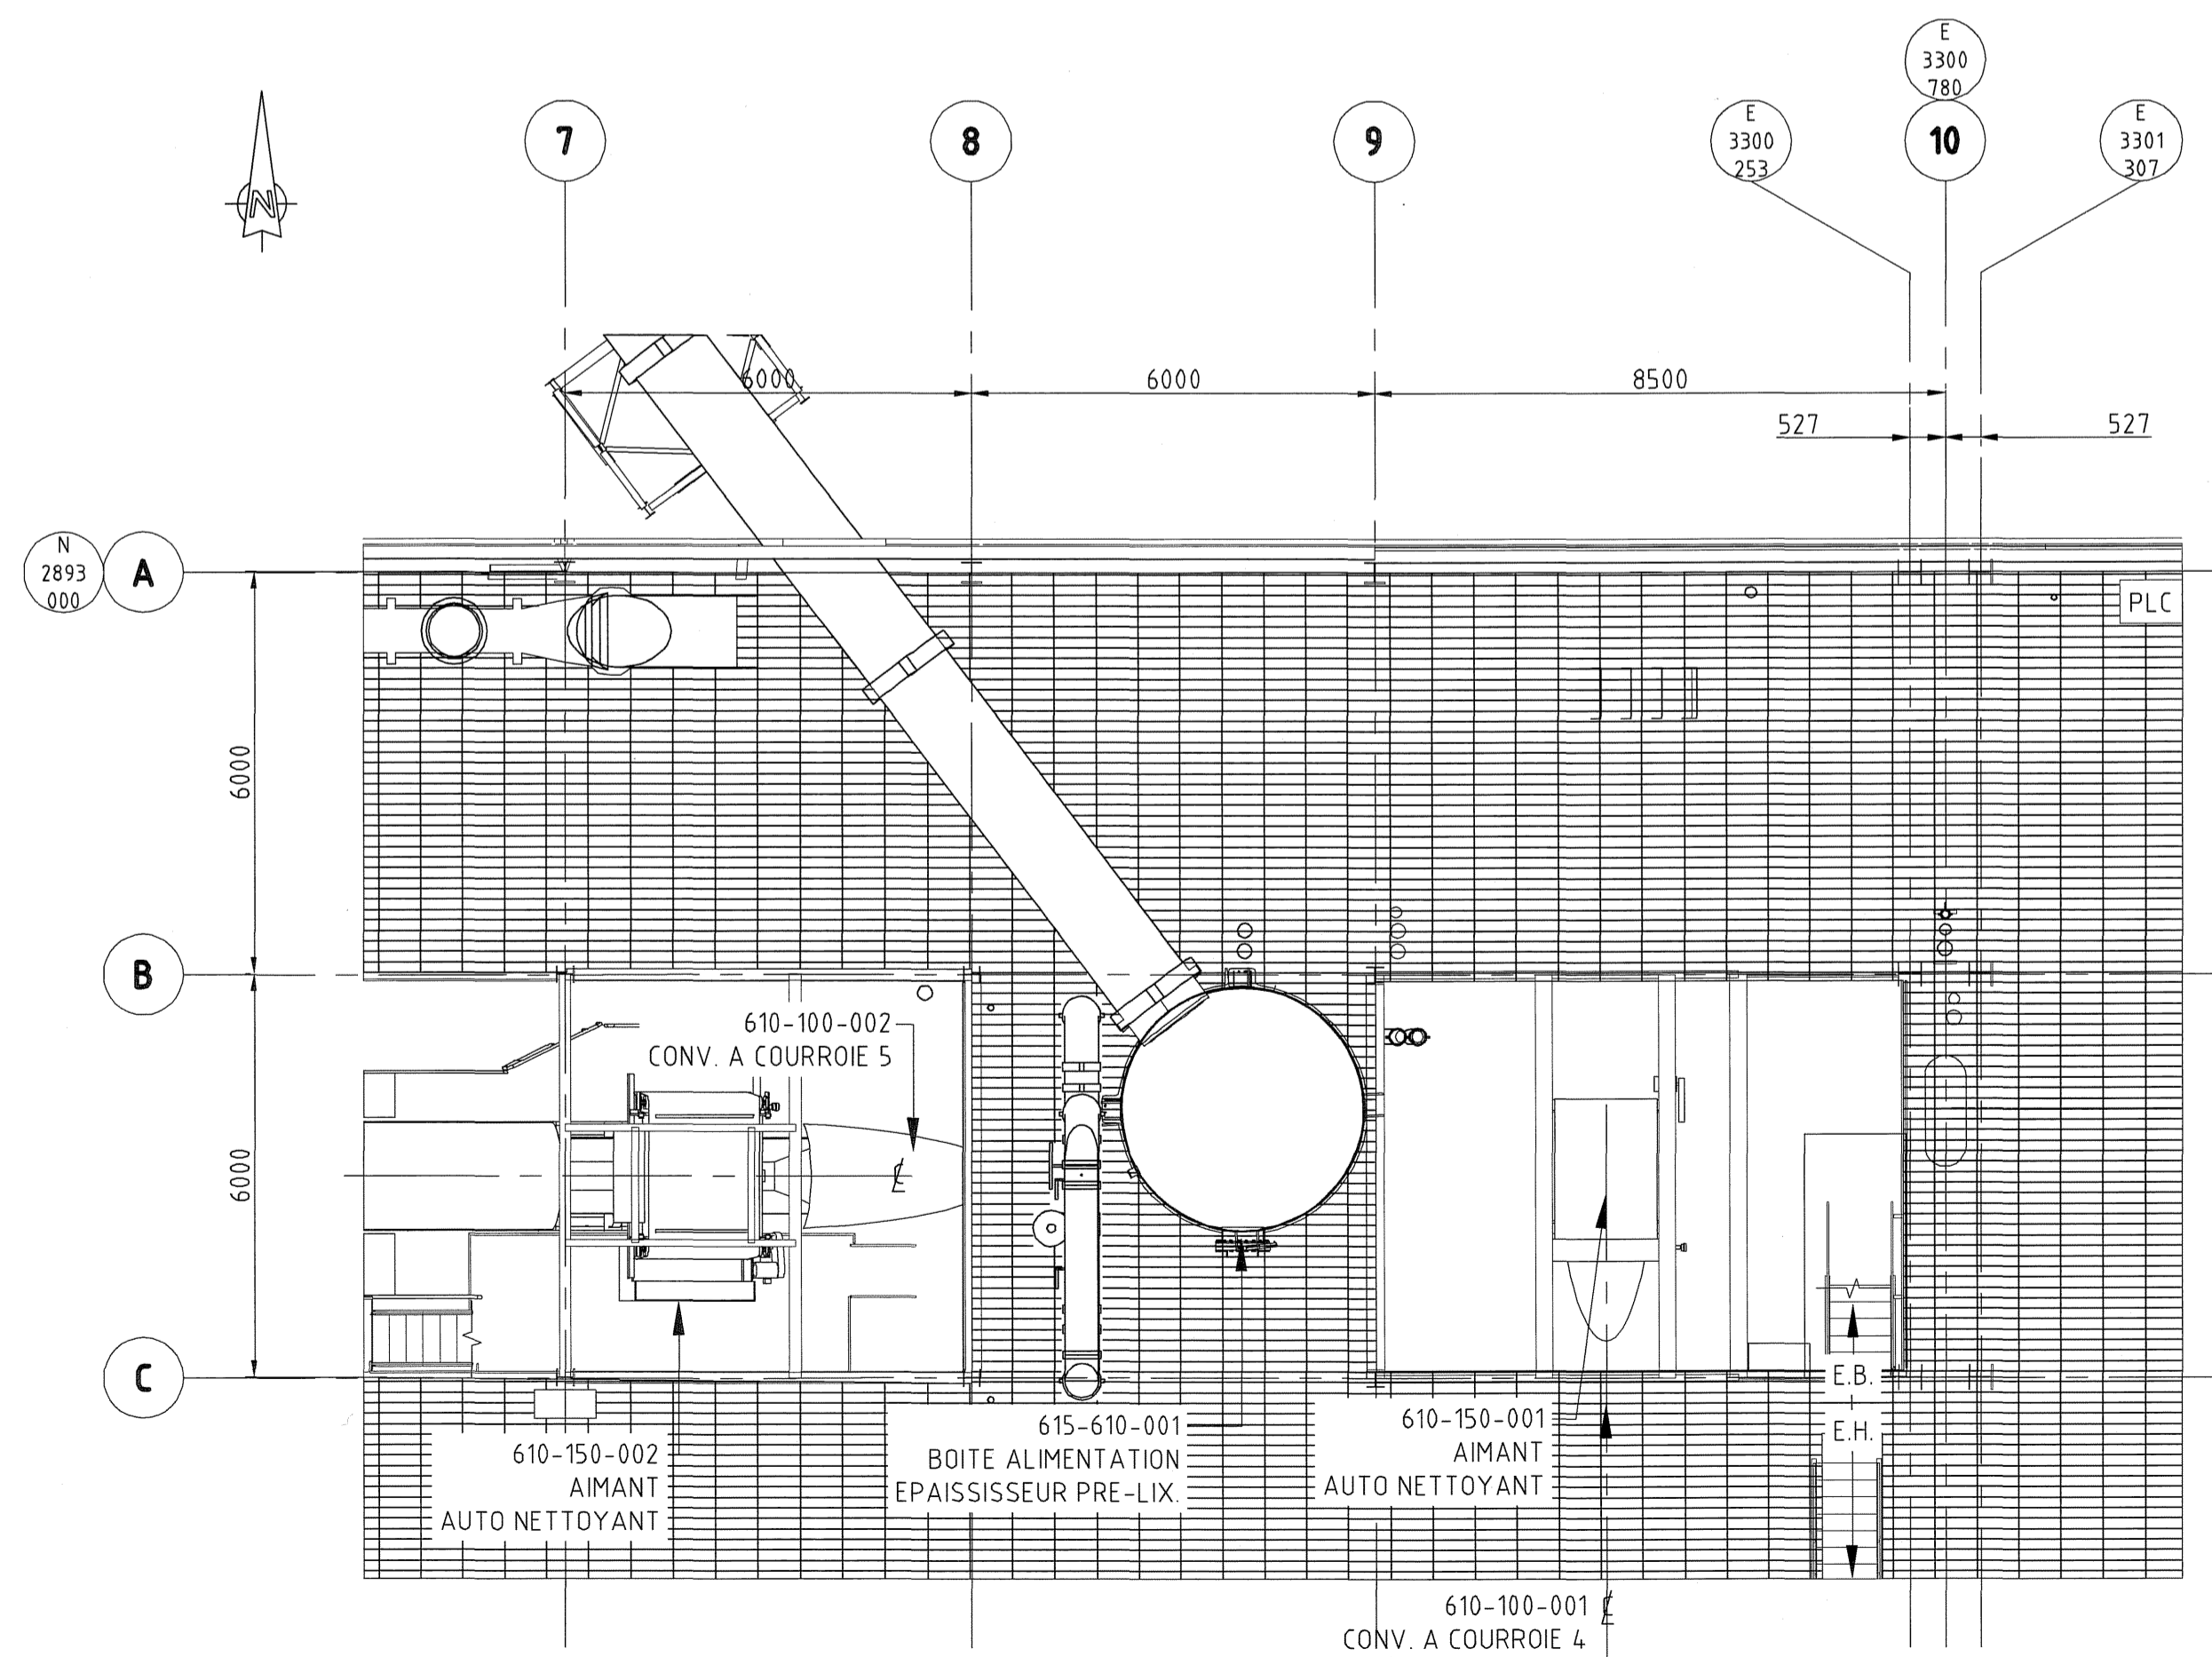 E
3300
780
7
8
9
E
3300
253
10
E
3301
307
N
6000
6000
8500
527
527
N
2893
000
A
PLC
6000
B
610-100-002
CONV. A COURROIE 5
6000
C
E.B.
E.H.
610-150-002
AIMANT
AUTO NETTOYANT
615-610-001
BOITE ALIMENTATION
EPAISSISSEUR PRE-LIX.
610-150-001
AIMANT
AUTO NETTOYANT
610-100-001
CONV. A COURROIE 4